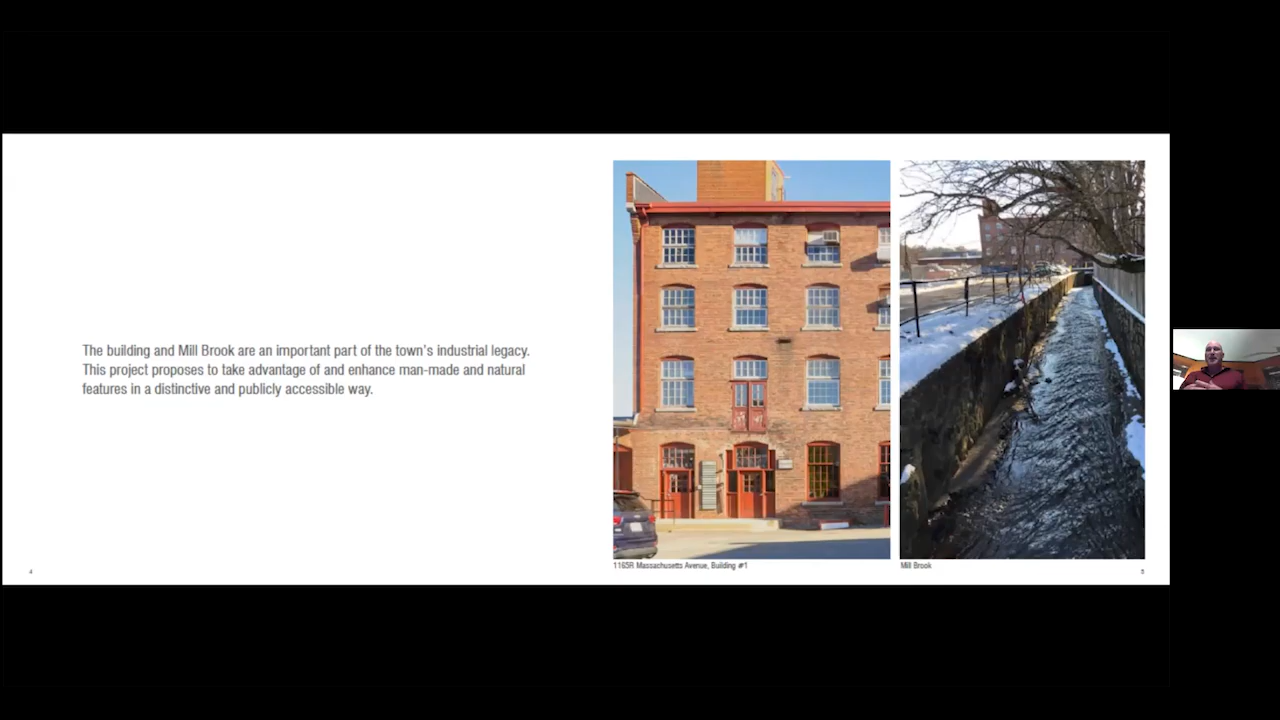 The building and Mill Brook are an important part of the town's industrial legacy.
This project proposes to take advantage of and enhance man-made and natural
features in a distinctive and publicly accessible way.
1165R Massachusetts Avenue, Building #1
Mill Brook
4
5